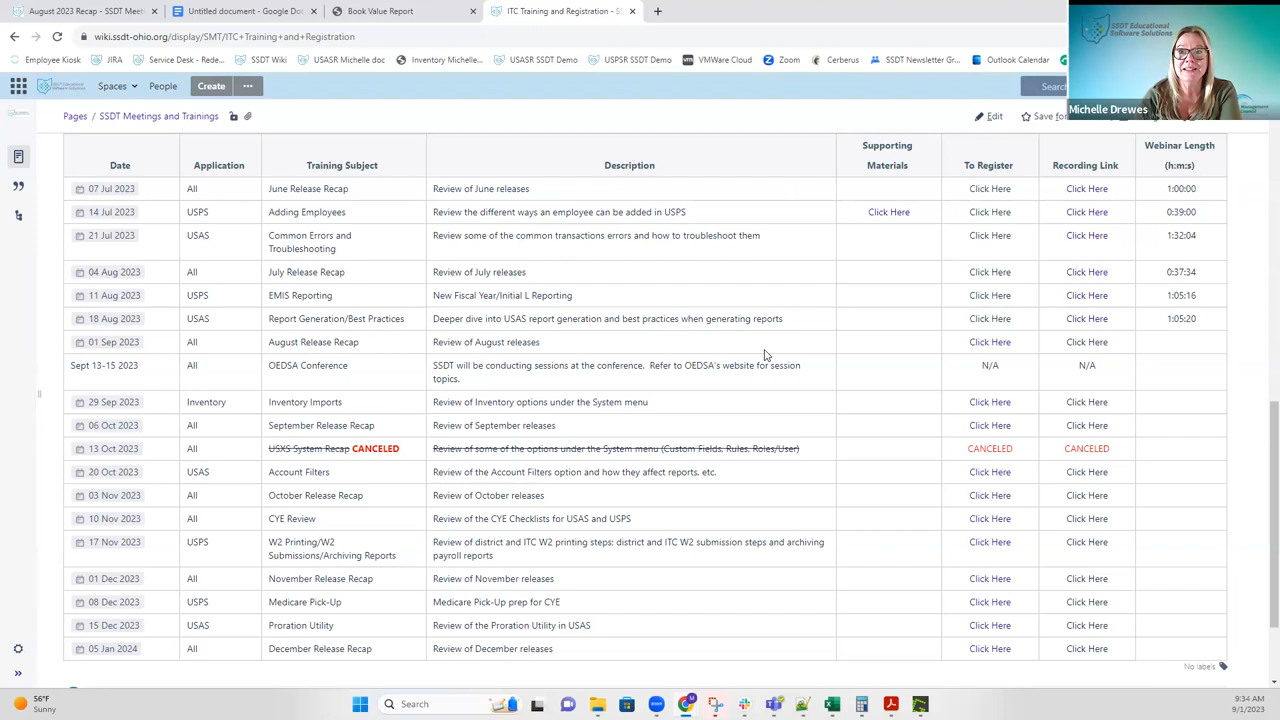 August 2023 Recap - SSDT Meeti
Untitled document - Google Doc
Book Value Report
ITC Training and Registration - SS
wiki.ssdt-ohio.org/display/SMT/ITC+Training+and+Registration
Employee Kiosk JIRA Service Desk - Rede... SSDT Wiki USASR Michelle doc Inventory Michelle... USASR SSDT Demo USPSR SSDT Demo VMWare Cloud Zoom Cerberus SSDT Newsletter Gr... Outlook Calendar
SSDT Educational
Software Solutions
Michelle Drewes
Spaces People Create Search
Pages / SSDT Meetings and Trainings Edit Save for
Date Application Training Subject Description Supporting Materials To Register Recording Link Webinar Length (h:m:s)
07 Jul 2023 All June Release Recap Review of June releases Click Here Click Here 1:00:00
14 Jul 2023 USPS Adding Employees Review the different ways an employee can be added in USPS Click Here Click Here Click Here 0:39:00
21 Jul 2023 USAS Common Errors and Troubleshooting Review some of the common transactions errors and how to troubleshoot them Click Here Click Here 1:32:04
04 Aug 2023 All July Release Recap Review of July releases Click Here Click Here 0:37:34
11 Aug 2023 USPS EMIS Reporting New Fiscal Year/Initial L Reporting Click Here Click Here 1:05:16
18 Aug 2023 USAS Report Generation/Best Practices Deeper dive into USAS report generation and best practices when generating reports Click Here Click Here 1:05:20
01 Sep 2023 All August Release Recap Review of August releases Click Here Click Here
Sept 13-15 2023 All OEDSA Conference SSDT will be conducting sessions at the conference. Refer to OEDSA's website for session topics. N/A N/A
29 Sep 2023 Inventory Inventory Imports Review of Inventory options under the System menu Click Here Click Here
06 Oct 2023 All September Release Recap Review of September releases Click Here Click Here
13 Oct 2023 All USXS System Recap CANCELED Review of some of the options under the System menu (Custom Fields, Rules, Roles/User) CANCELED CANCELED
20 Oct 2023 USAS Account Filters Review of the Account Filters option and how they affect reports, etc. Click Here Click Here
03 Nov 2023 All October Release Recap Review of October releases Click Here Click Here
10 Nov 2023 All CYE Review Review of the CYE Checklists for USAS and USPS Click Here Click Here
17 Nov 2023 USPS W2 Printing/W2 Submissions/Archiving Reports Review of district and ITC W2 printing steps: district and ITC W2 submission steps and archiving payroll reports Click Here Click Here
01 Dec 2023 All November Release Recap Review of November releases Click Here Click Here
08 Dec 2023 USPS Medicare Pick-Up Medicare Pick-Up prep for CYE Click Here Click Here
15 Dec 2023 USAS Proration Utility Review of the Proration Utility in USAS Click Here Click Here
05 Jan 2024 All December Release Recap Review of December releases Click Here Click Here
No labels
56°F
Sunny
Search
9:34 AM
9/1/2023